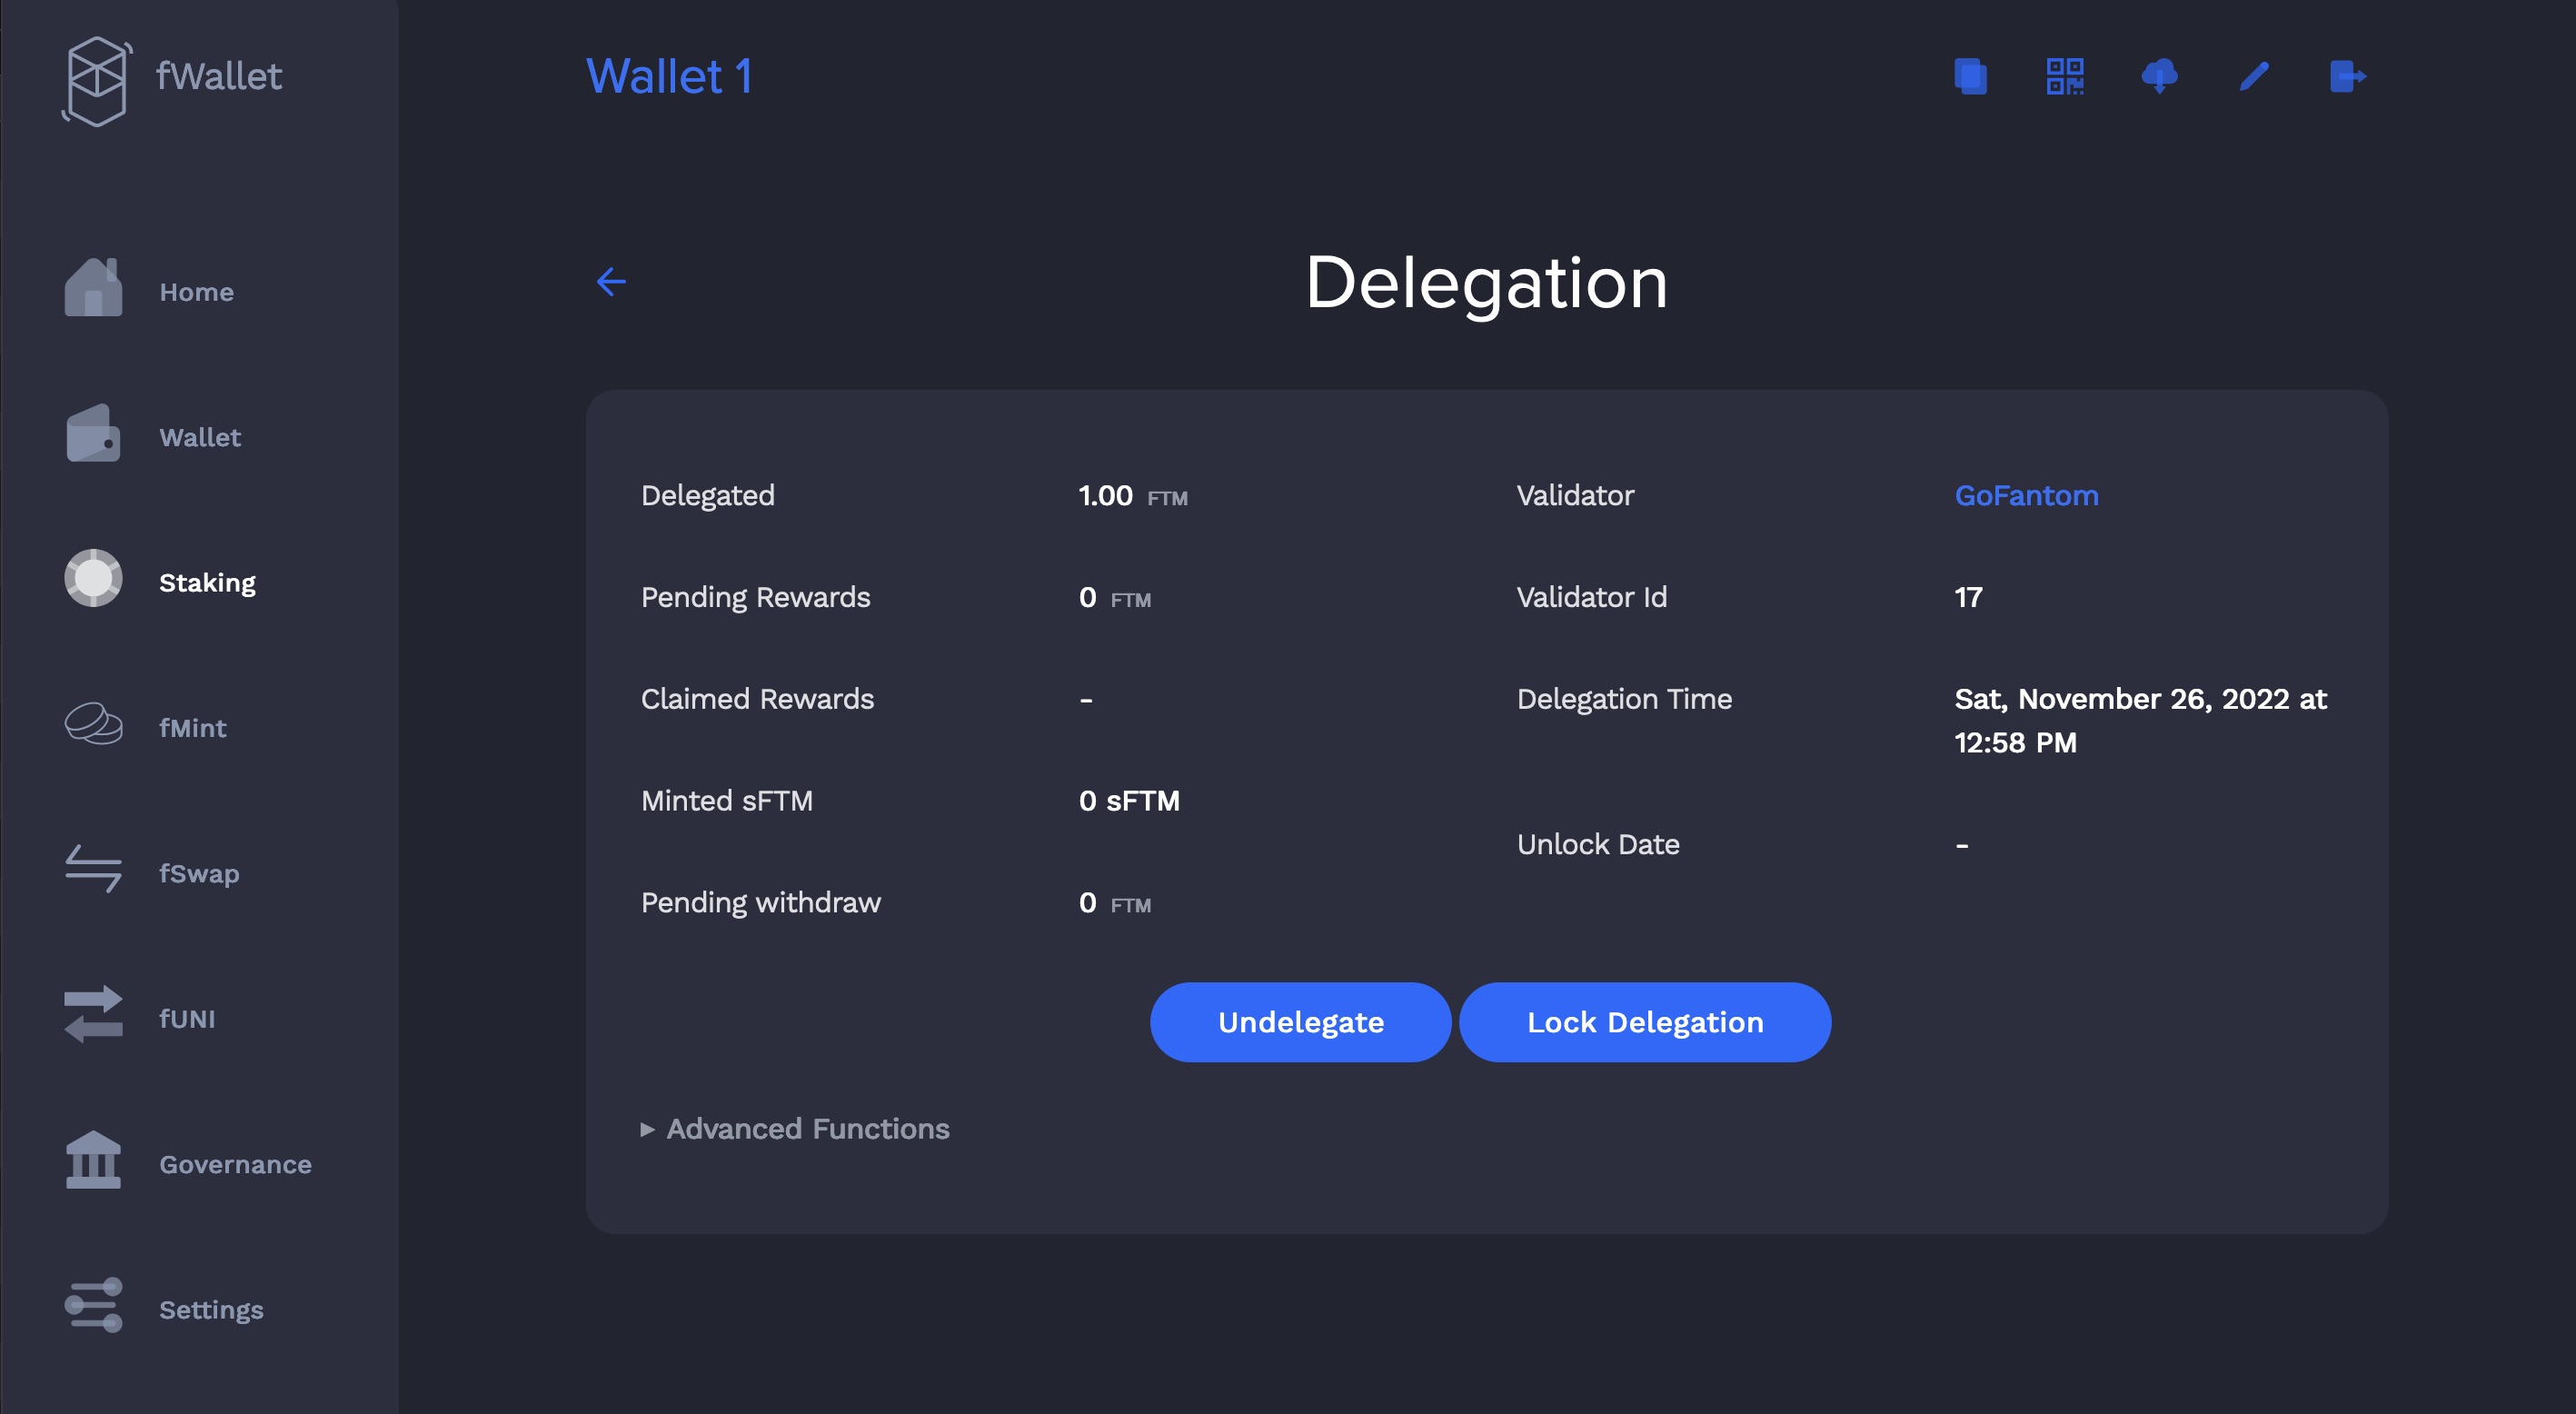 fWallet
Wallet 1
Home
Wallet
Staking
fMint
fSwap
fUNI
Governance
Settings
Delegation
Delegated 1.00 FTM
Pending Rewards 0 FTM
Claimed Rewards -
Minted sFTM 0 sFTM
Pending withdraw 0 FTM
Validator GoFantom
Validator Id 17
Delegation Time Sat, November 26, 2022 at
12:58 PM
Unlock Date -
Undelegate
Lock Delegation
Advanced Functions